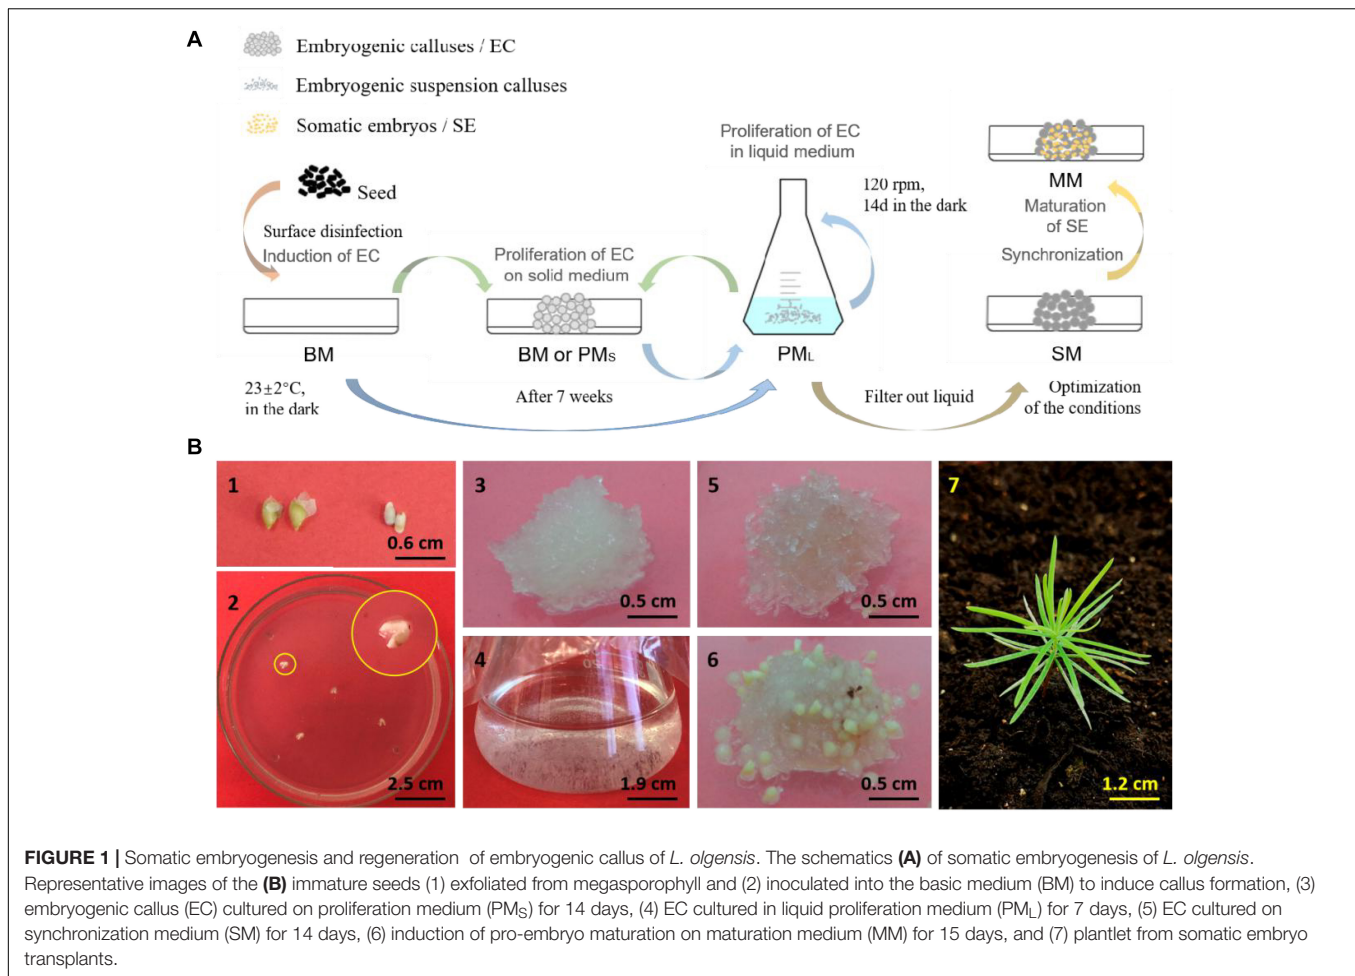 A
Embryogenic calluses / EC
Embryogenic suspension calluses
Somatic embryos / SE
Seed
Surface disinfection
Induction of EC
BM
23±2°C,
in the dark
Proliferation of EC
on solid medium
BM or PMs
After 7 weeks
Proliferation of EC
in liquid medium
120 rpm,
14d in the dark
PML
Filter out liquid
MM
Maturation
of SE
Synchronization
SM
Optimization
of the conditions
B
1
0.6 cm
2
2.5 cm
3
0.5 cm
4
1.9 cm
5
0.5 cm
6
0.5 cm
7
1.2 cm
FIGURE 1 | Somatic embryogenesis and regeneration of embryogenic callus of L. olgensis. The schematics (A) of somatic embryogenesis of L. olgensis.
Representative images of the (B) immature seeds (1) exfoliated from megasporophyll and (2) inoculated into the basic medium (BM) to induce callus formation, (3)
embryogenic callus (EC) cultured on proliferation medium (PMS) for 14 days, (4) EC cultured in liquid proliferation medium (PML) for 7 days, (5) EC cultured on
synchronization medium (SM) for 14 days, (6) induction of pro-embryo maturation on maturation medium (MM) for 15 days, and (7) plantlet from somatic embryo
transplants.